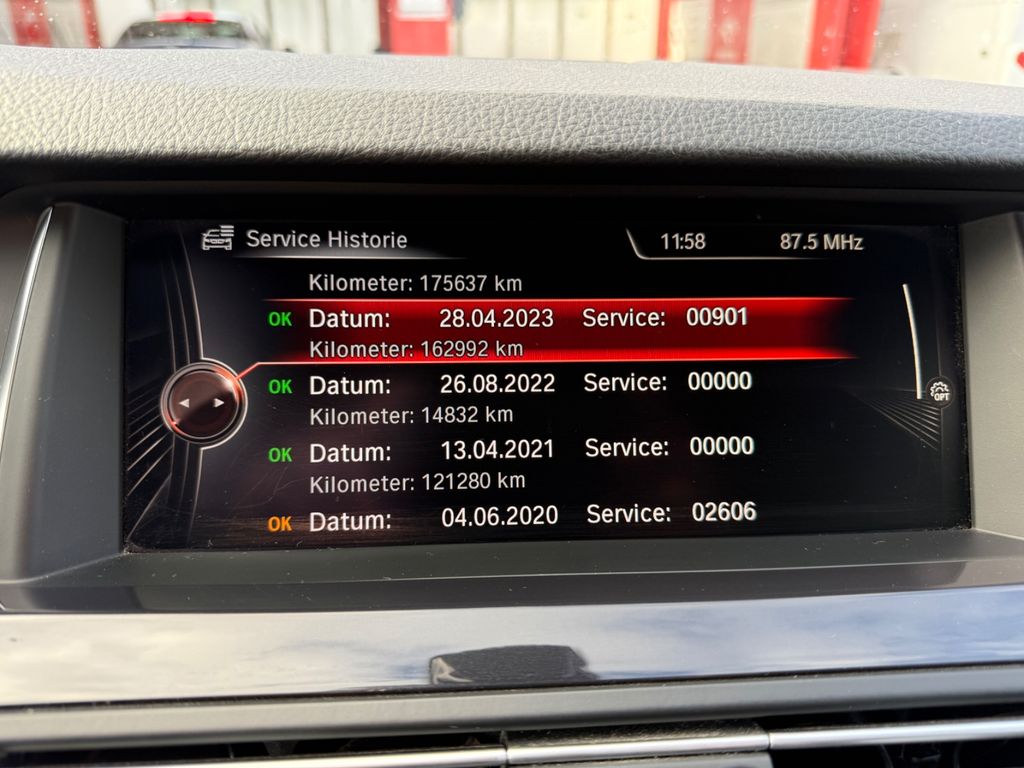 Service Historie 11:58 87.5 MHz
Kilometer: 175637 km
OK Datum: 28.04.2023 Service: 00901
Kilometer: 162992 km
OK Datum: 26.08.2022 Service: 00000
Kilometer: 14832 km
OK Datum: 13.04.2021 Service: 00000
Kilometer: 121280 km
OK Datum: 04.06.2020 Service: 02606
OPT